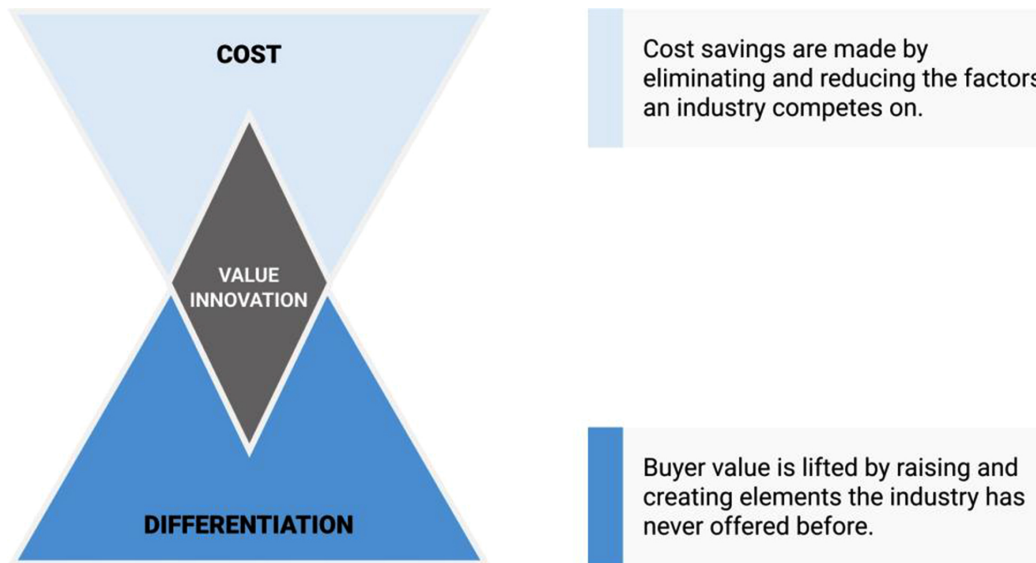 COST
VALUE
INNOVATION
DIFFERENTIATION
Cost savings are made by
eliminating and reducing the factors
an industry competes on.
Buyer value is lifted by raising and
creating elements the industry has
never offered before.